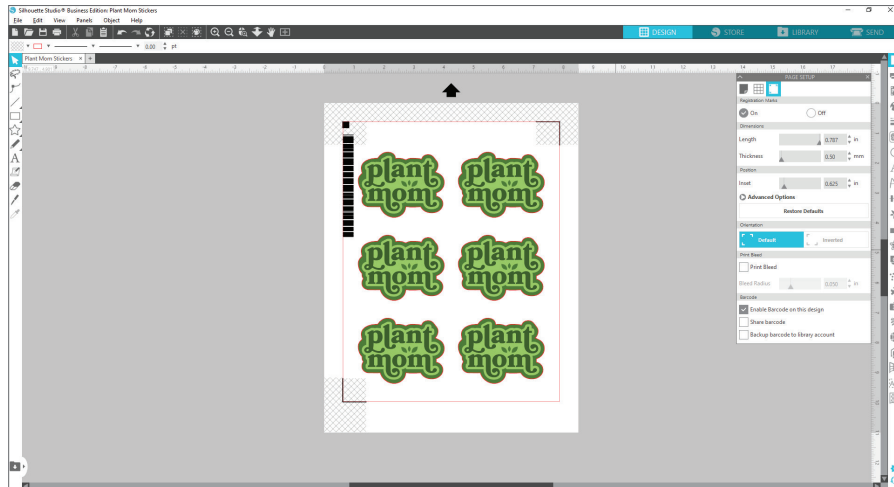 Silhouette Studio® Business Edition: Plant Mom Stickers
File Edit View Panels Object Help
DESIGN STORE LIBRARY SEND
0.00 pt
Plant Mom Stickers
PAGE SETUP
Registration Marks
On Off
Dimensions
Length 0.787 in
Thickness 0.50 mm
Position
Inset 0.625 in
Advanced Options
Restore Defaults
Orientation
Default Inverted
Print Bleed
Print Bleed
Bleed Radius 0.050 in
Barcode
Enable Barcode on this design
Share barcode
Backup barcode to library account
plant plant
mom mom
plant plant
mom mom
plant plant
mom mom